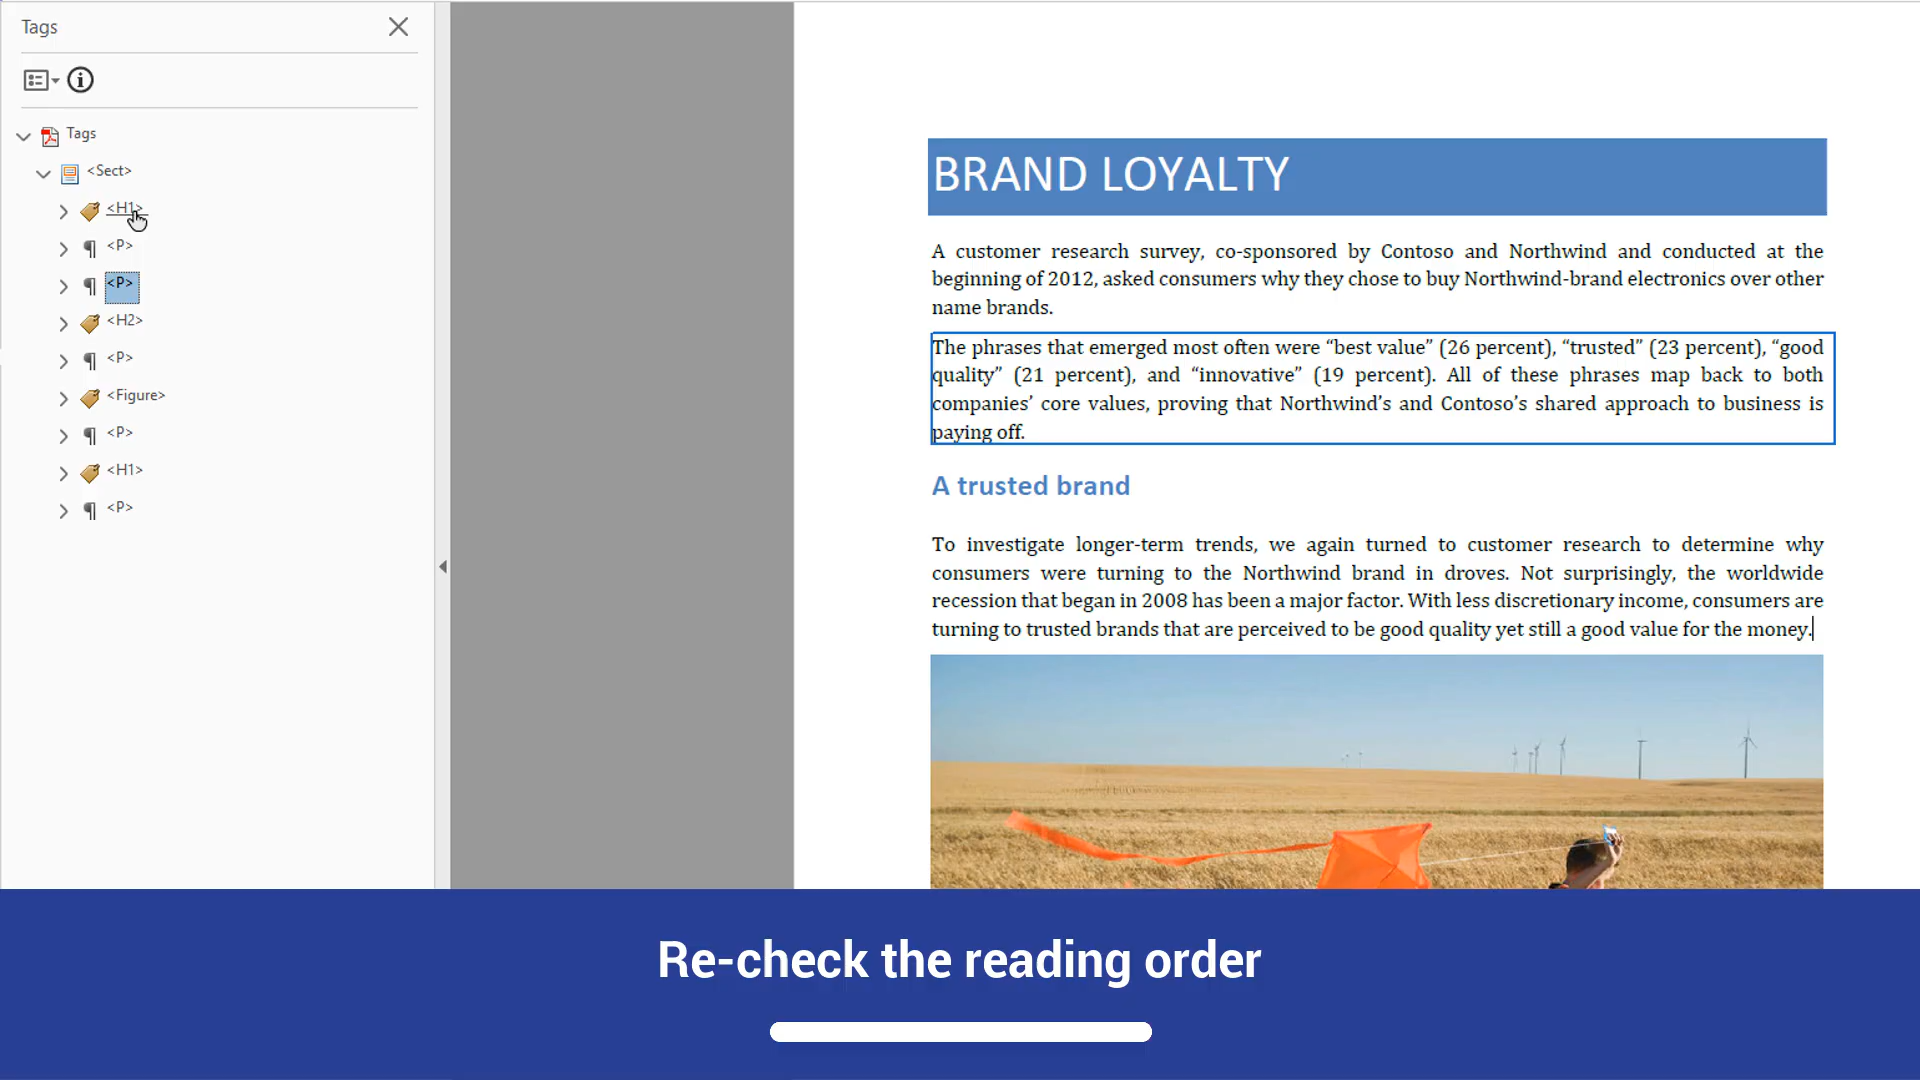 Tags
Tags
<Sect>
<H1>
<P>
<P>
<H2>
<P>
<Figure>
<P>
<H1>
<P>
BRAND LOYALTY
A customer research survey, co-sponsored by Contoso and Northwind and conducted at the
beginning of 2012, asked consumers why they chose to buy Northwind-brand electronics over other
name brands.
The phrases that emerged most often were “best value” (26 percent), “trusted” (23 percent), “good
quality” (21 percent), and “innovative” (19 percent). All of these phrases map back to both
companies’ core values, proving that Northwind’s and Contoso’s shared approach to business is
paying off.
A trusted brand
To investigate longer-term trends, we again turned to customer research to determine why
consumers were turning to the Northwind brand in droves. Not surprisingly, the worldwide
recession that began in 2008 has been a major factor. With less discretionary income, consumers are
turning to trusted brands that are perceived to be good quality yet still a good value for the money.
Re-check the reading order